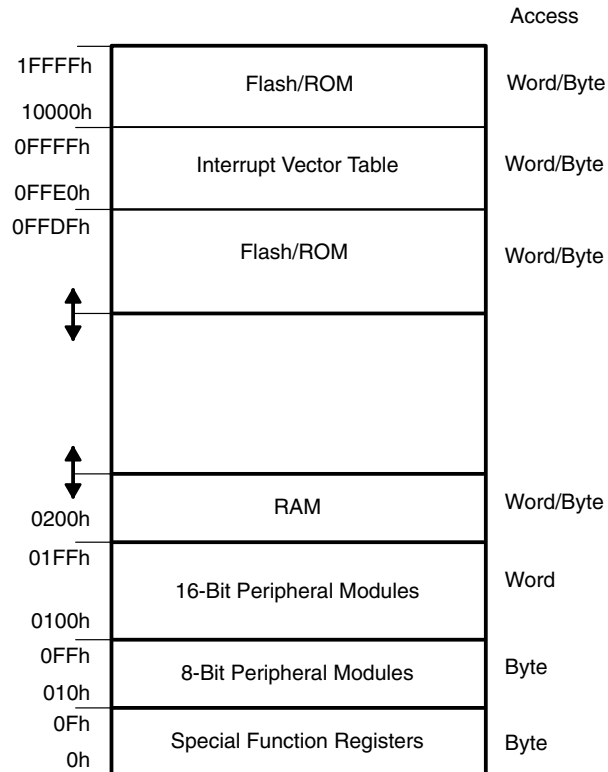 Access
1FFFFh
Flash/ROM
Word/Byte
10000h
0FFFFh
Interrupt Vector Table
Word/Byte
0FFE0h
0FFDFh
Flash/ROM
Word/Byte
RAM
Word/Byte
0200h
01FFh
16-Bit Peripheral Modules
Word
0100h
0FFh
8-Bit Peripheral Modules
Byte
010h
0Fh
Special Function Registers
Byte
0h